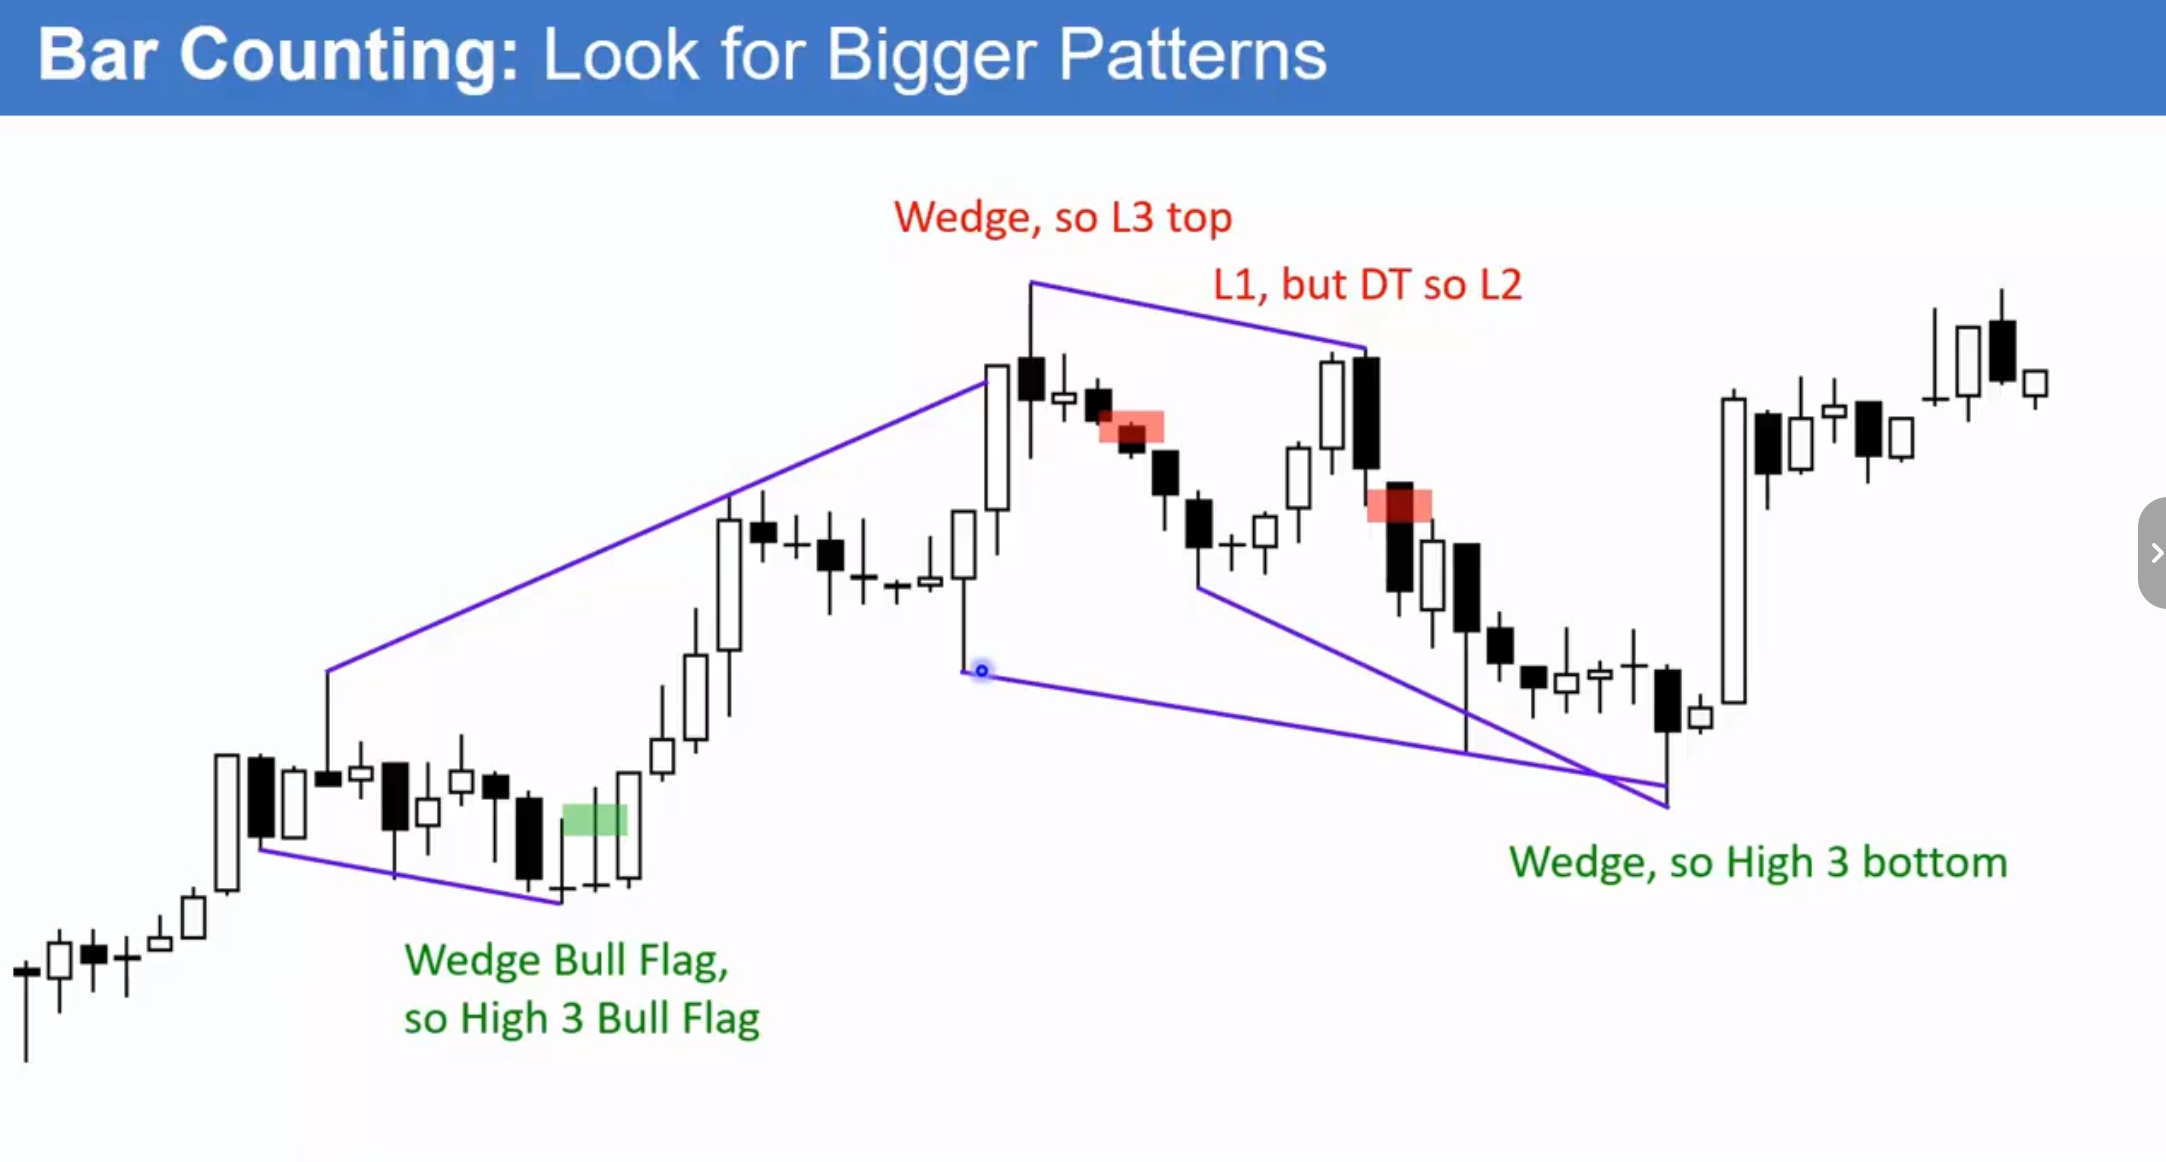 Bar Counting: Look for Bigger Patterns
Wedge, so L3 top
L1, but DT so L2
Wedge, so High 3 bottom
Wedge Bull Flag,
so High 3 Bull Flag